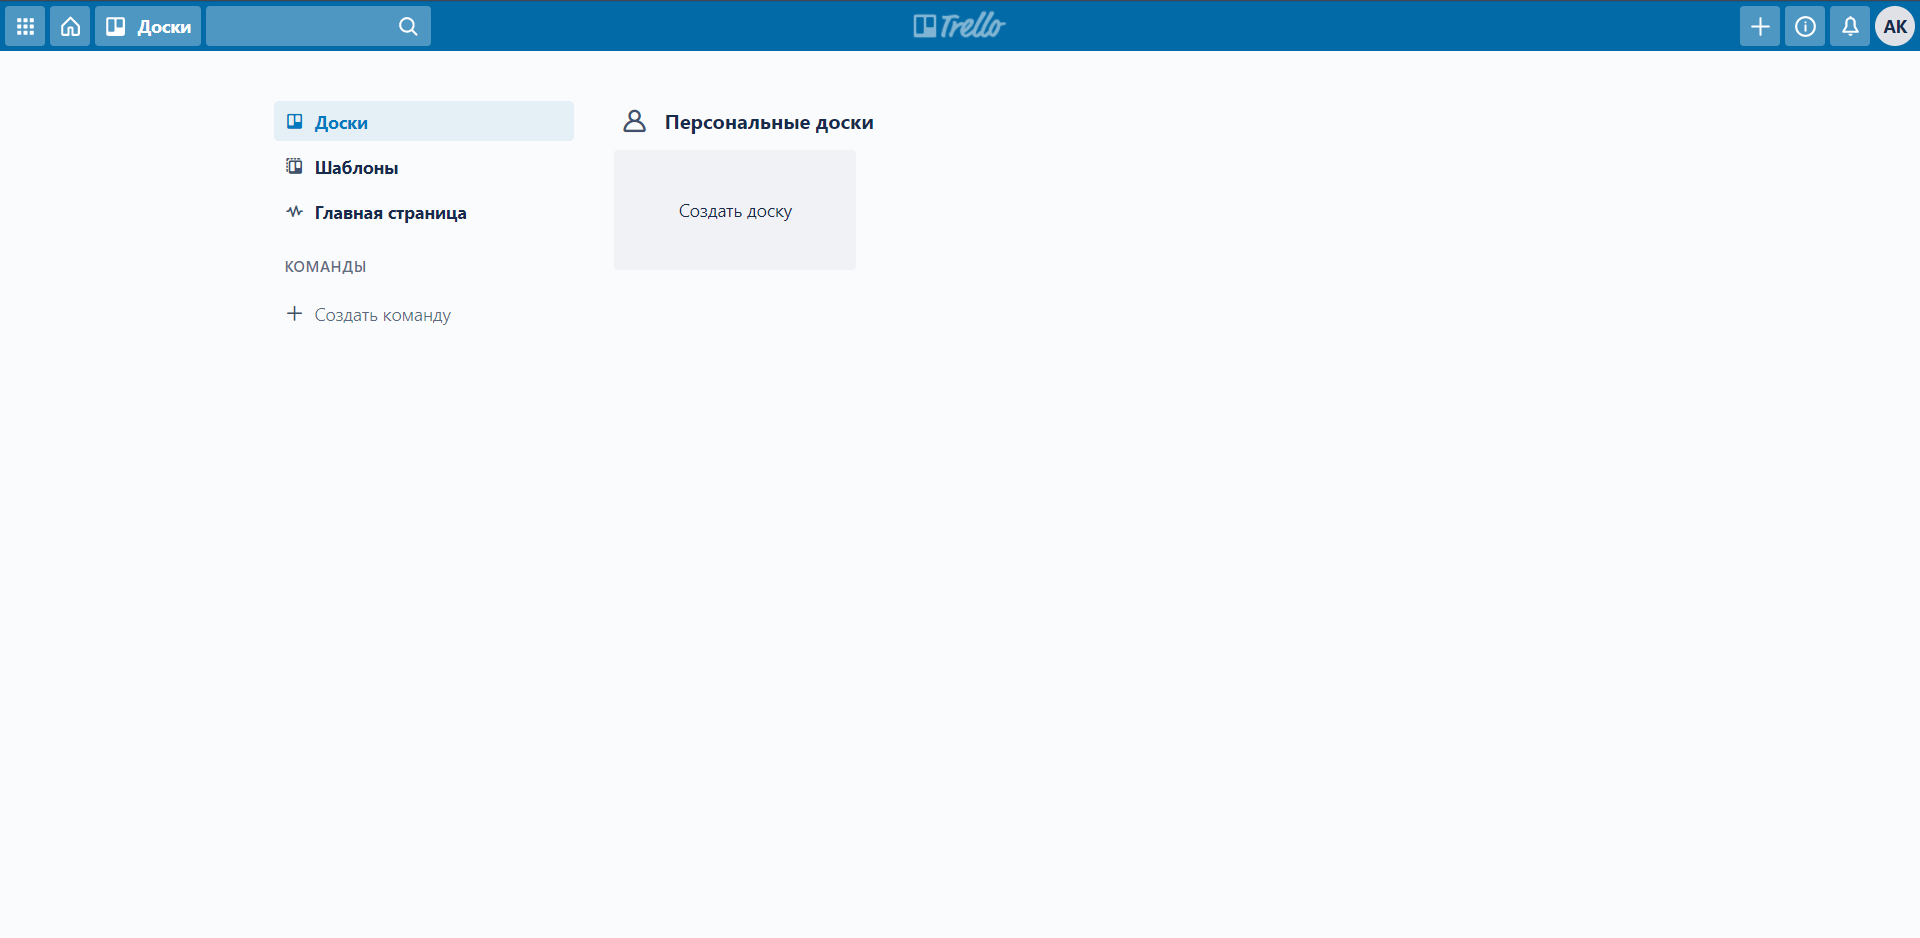 Доски
Trello
AK
Доски
Шаблоны
Главная страница
КОМАНДЫ
Создать команду
Персональные доски
Создать доску